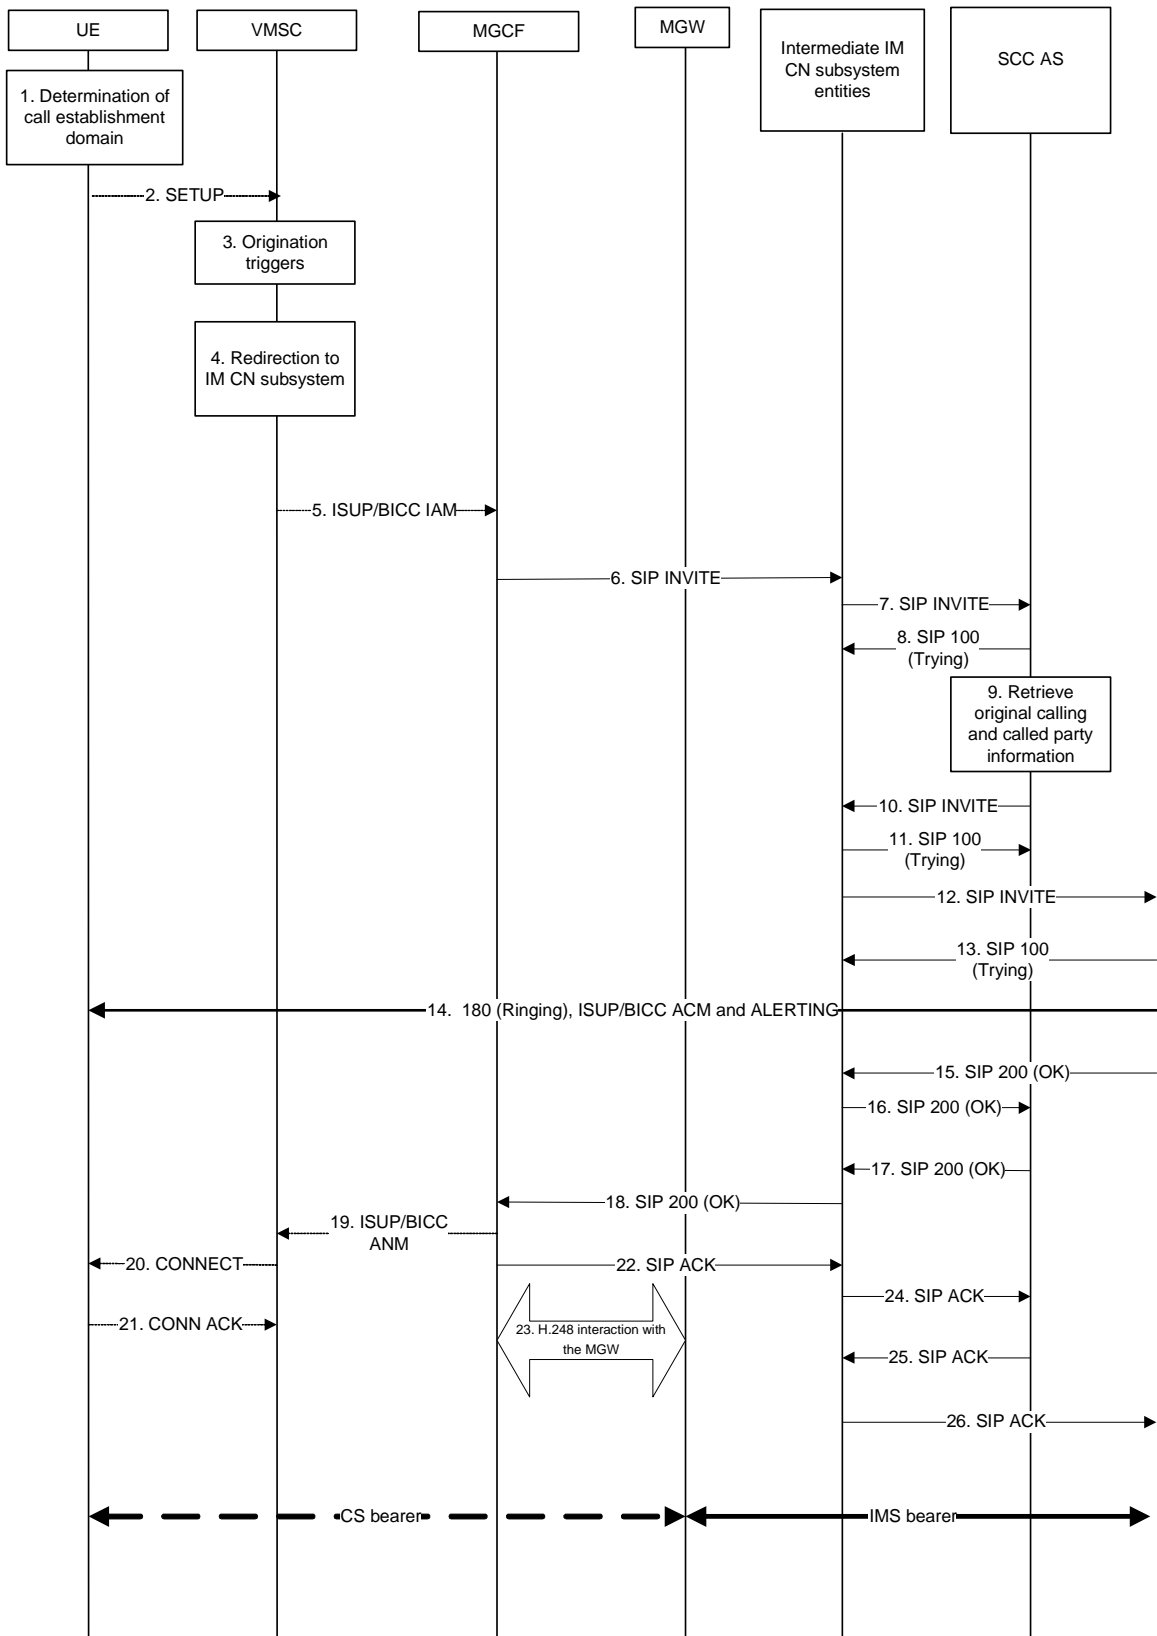 UE
VMSC
MGCF
MGW
Intermediate IM
CN subsystem
entities
SCC AS
1. Determination of
call establishment
domain
2. SETUP
3. Origination
triggers
4. Redirection to
IM CN subsystem
5. ISUP/BICC IAM
6. SIP INVITE
7. SIP INVITE
8. SIP 100
(Trying)
9. Retrieve
original calling
and called party
information
10. SIP INVITE
11. SIP 100
(Trying)
12. SIP INVITE
13. SIP 100
(Trying)
14. 180 (Ringing), ISUP/BICC ACM and ALERTING
15. SIP 200 (OK)
16. SIP 200 (OK)
17. SIP 200 (OK)
18. SIP 200 (OK)
19. ISUP/BICC
ANM
20. CONNECT
22. SIP ACK
24. SIP ACK
21. CONN ACK
23. H.248 interaction with
the MGW
25. SIP ACK
26. SIP ACK
CS bearer
IMS bearer